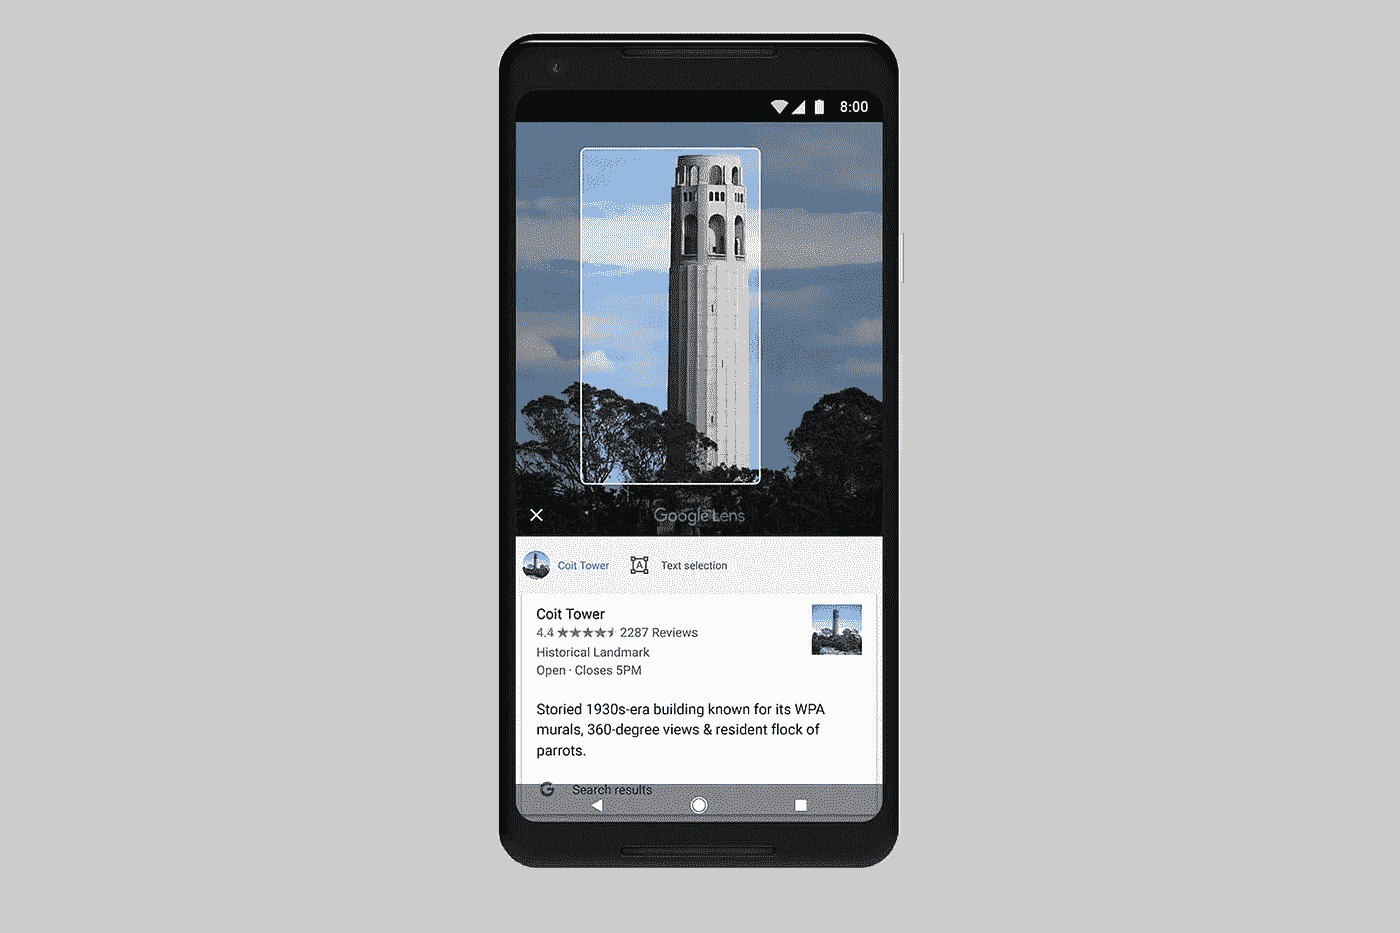 8:00
Google Lens
Coit Tower
Text selection
Coit Tower
4.4 2287 Reviews
Historical Landmark
Open · Closes 5PM
Storied 1930s-era building known for its WPA
murals, 360-degree views & resident flock of
parrots.
G Search results